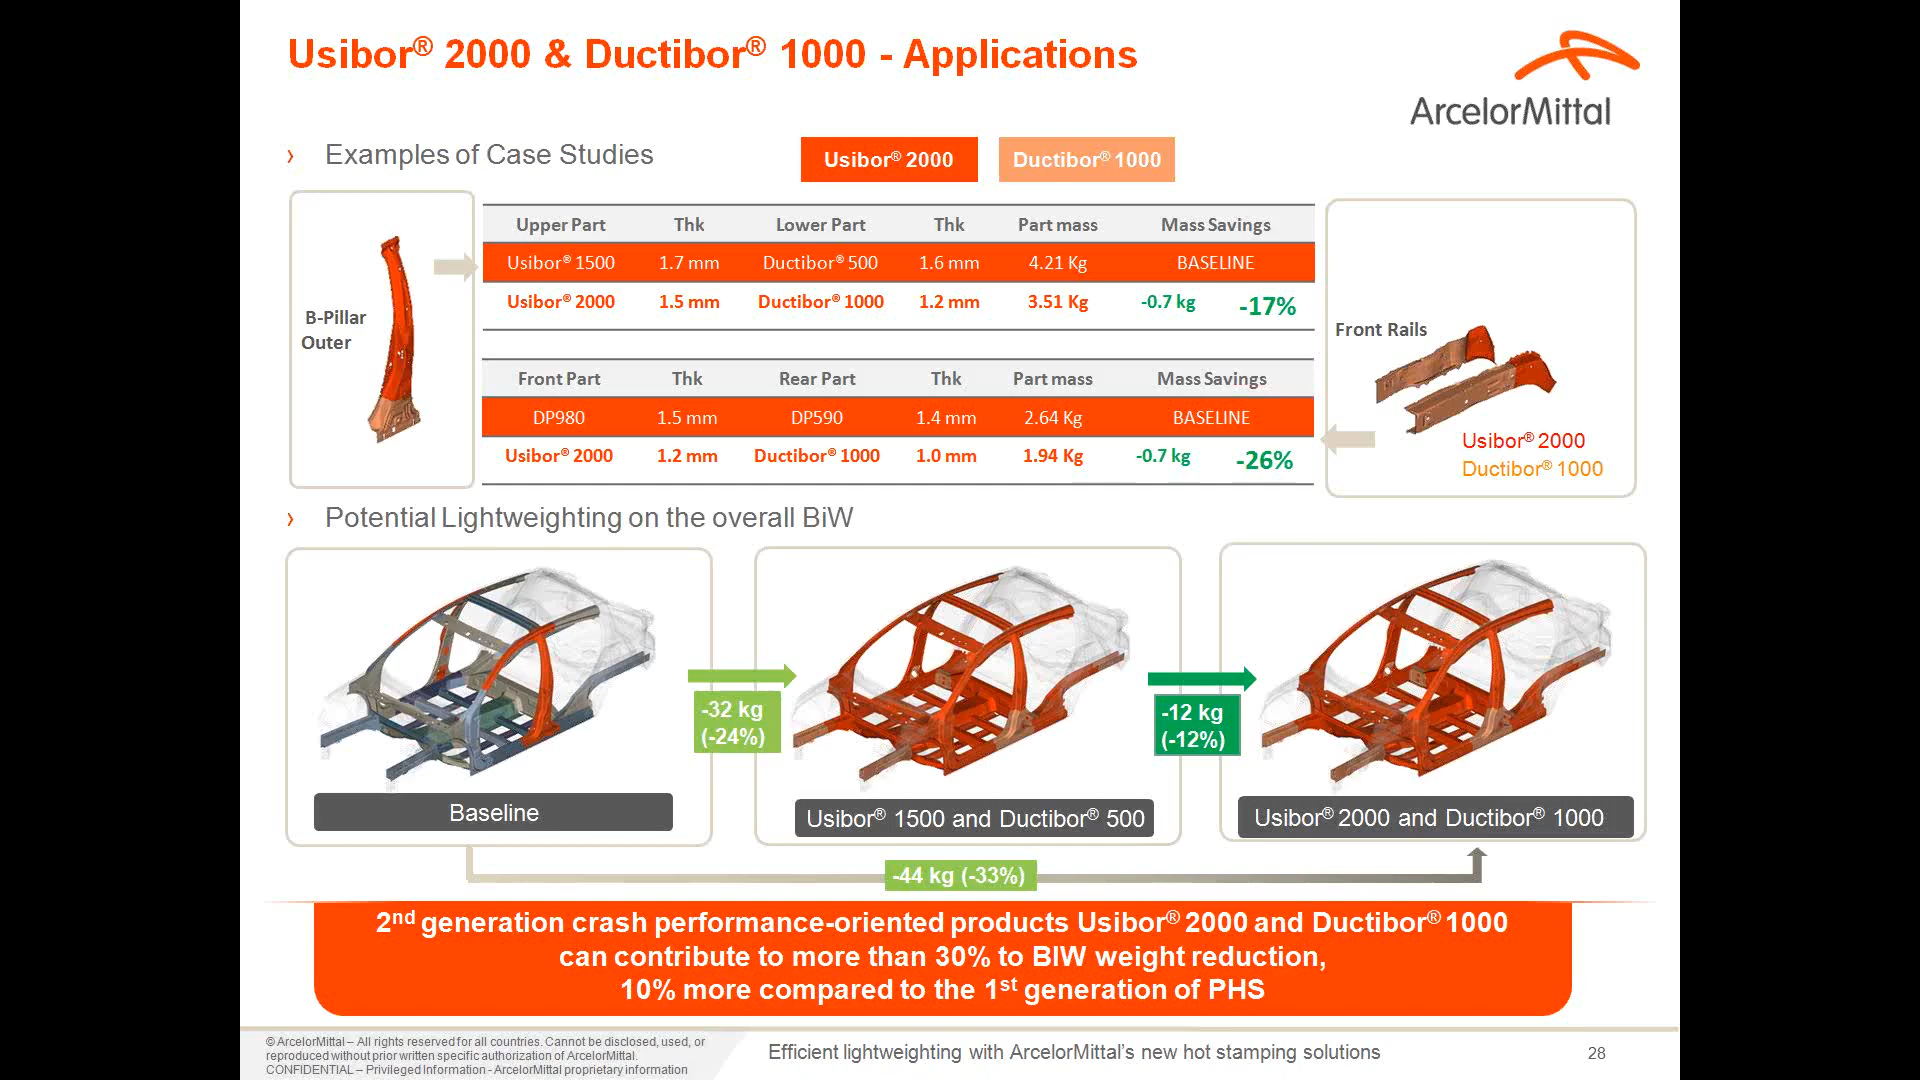 Usibor® 2000 & Ductibor® 1000 - Applications
ArcelorMittal
› Examples of Case Studies
Usibor® 2000
Ductibor® 1000
B-Pillar
Outer
Upper Part Thk Lower Part Thk Part mass Mass Savings
Usibor® 1500 1.7 mm Ductibor® 500 1.6 mm 4.21 Kg BASELINE
Usibor® 2000 1.5 mm Ductibor® 1000 1.2 mm 3.51 Kg -0.7 kg -17%
Front Part Thk Rear Part Thk Part mass Mass Savings
DP980 1.5 mm DP590 1.4 mm 2.64 Kg BASELINE
Usibor® 2000 1.2 mm Ductibor® 1000 1.0 mm 1.94 Kg -0.7 kg -26%
Front Rails
Usibor® 2000
Ductibor® 1000
› Potential Lightweighting on the overall BiW
-32 kg
(-24%)
-12 kg
(-12%)
Baseline
Usibor® 1500 and Ductibor® 500
Usibor® 2000 and Ductibor® 1000
-44 kg (-33%)
2nd generation crash performance-oriented products Usibor® 2000 and Ductibor® 1000
can contribute to more than 30% to BIW weight reduction,
10% more compared to the 1st generation of PHS
© ArcelorMittal – All rights reserved for all countries. Cannot be disclosed, used, or
reproduced without prior written specific authorization of ArcelorMittal.
CONFIDENTIAL – Privileged Information - ArcelorMittal proprietary information
Efficient lightweighting with ArcelorMittal’s new hot stamping solutions
28